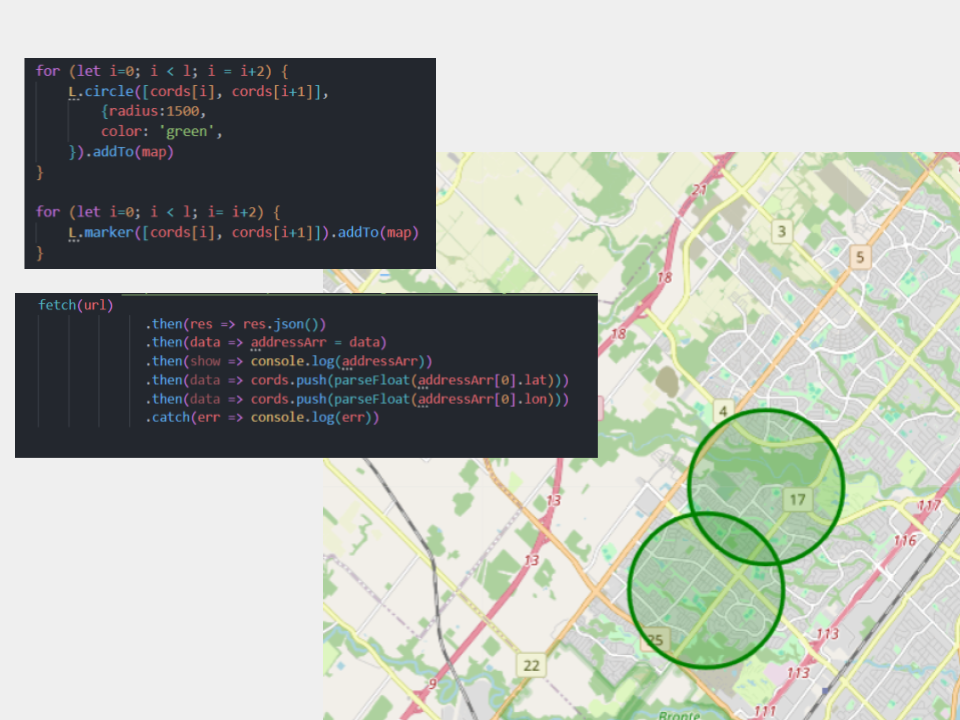 for (let i=0; i < l; i = i+2) {
L.circle([cords[i], cords[i+1]],
{radius:1500,
color: 'green',
}).addTo(map)
}
for (let i=0; i < l; i= i+2) {
L.marker([cords[i], cords[i+1]]).addTo(map)
}
fetch(url)
.then(res => res.json())
.then(data => addressArr = data)
.then(show => console.log(addressArr))
.then(data => cords.push(parseFloat(addressArr[0].lat)))
.then(data => cords.push(parseFloat(addressArr[0].lon)))
.catch(err => console.log(err))
21
3
5
18
18
4
17
13
117
116
13
25
113
22
113
9
Bronte
111